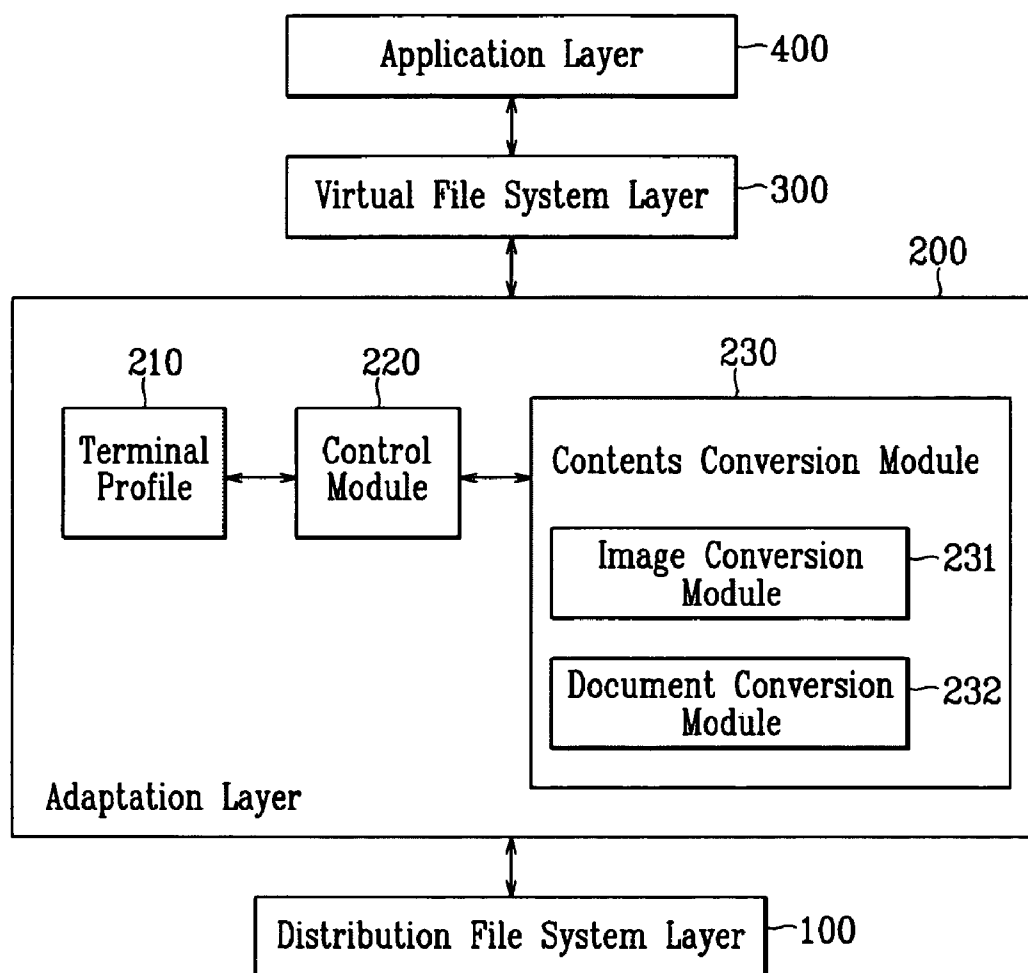 Application Layer
400
Virtual File System Layer
300
200
210
220
230
Terminal
Profile
Control
Module
Contents Conversion Module
Image Conversion
Module
231
Document Conversion
Module
232
Adaptation Layer
Distribution File System Layer
100